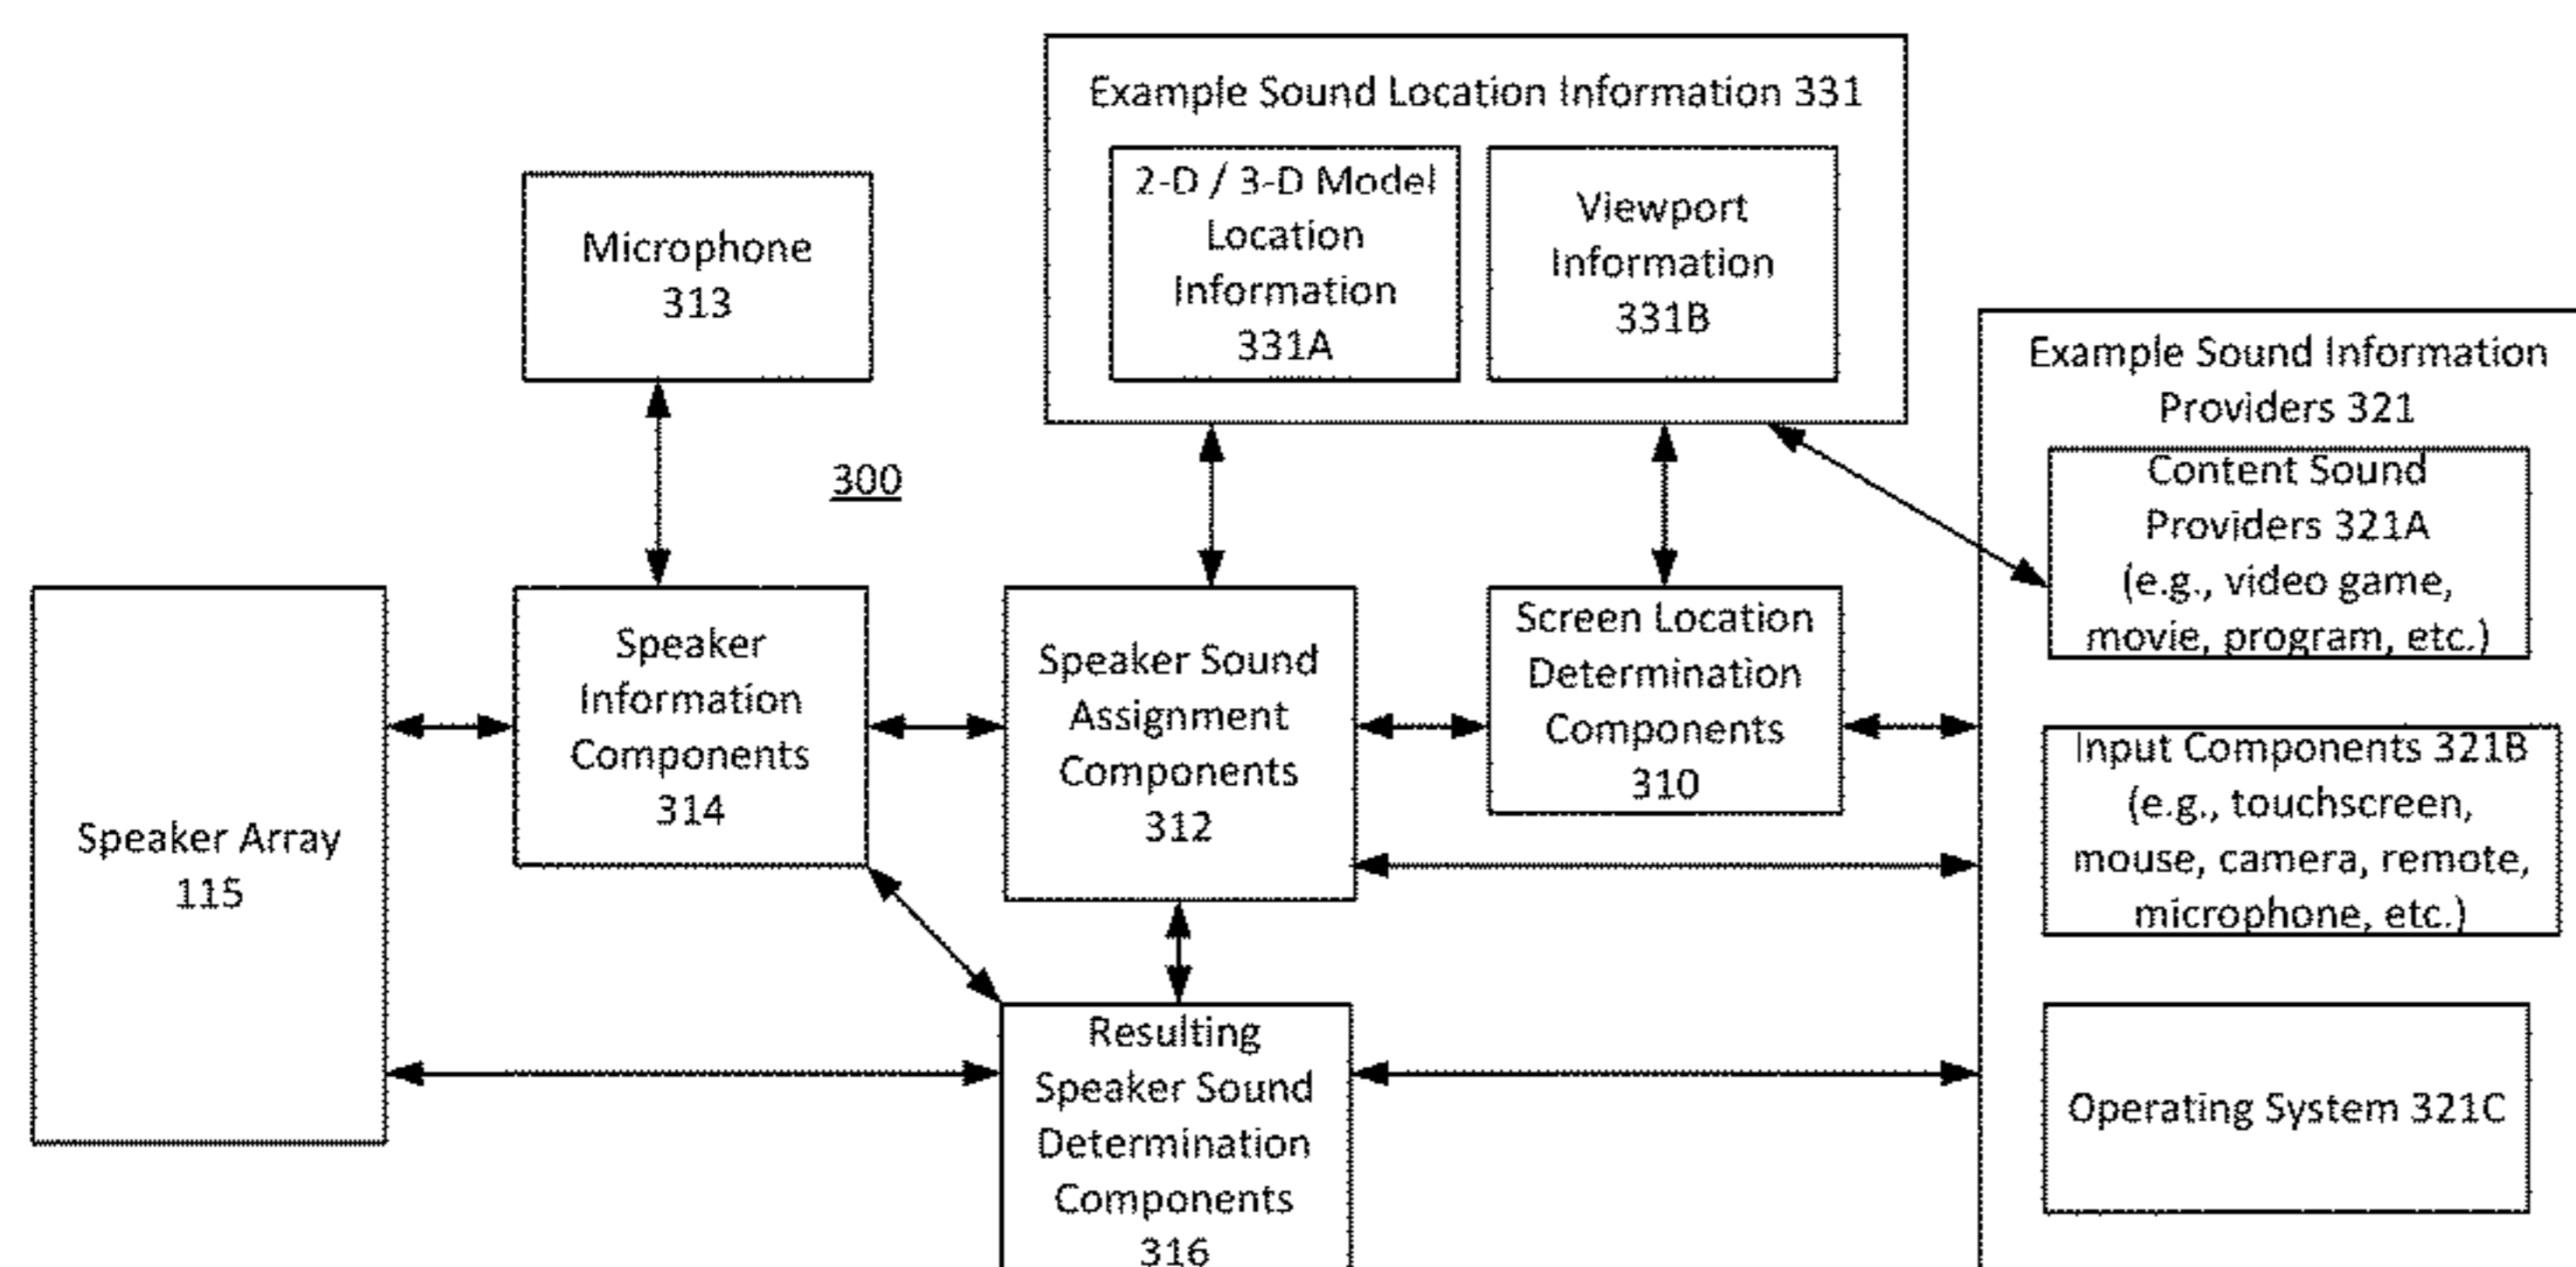 Example Sound Location Information 331
2-D / 3-D Model
Location
Information
331A
Viewport
Information
331B
Microphone
313
300
Example Sound Information
Providers 321
Content Sound
Providers 321A
(e.g., video game,
movie, program, etc.)
Input Components 321B
(e.g., touchscreen,
mouse, camera, remote,
microphone, etc.)
Operating System 321C
Speaker Array
115
Speaker
Information
Components
314
Speaker Sound
Assignment
Components
312
Screen Location
Determination
Components
310
Resulting
Speaker Sound
Determination
Components
316